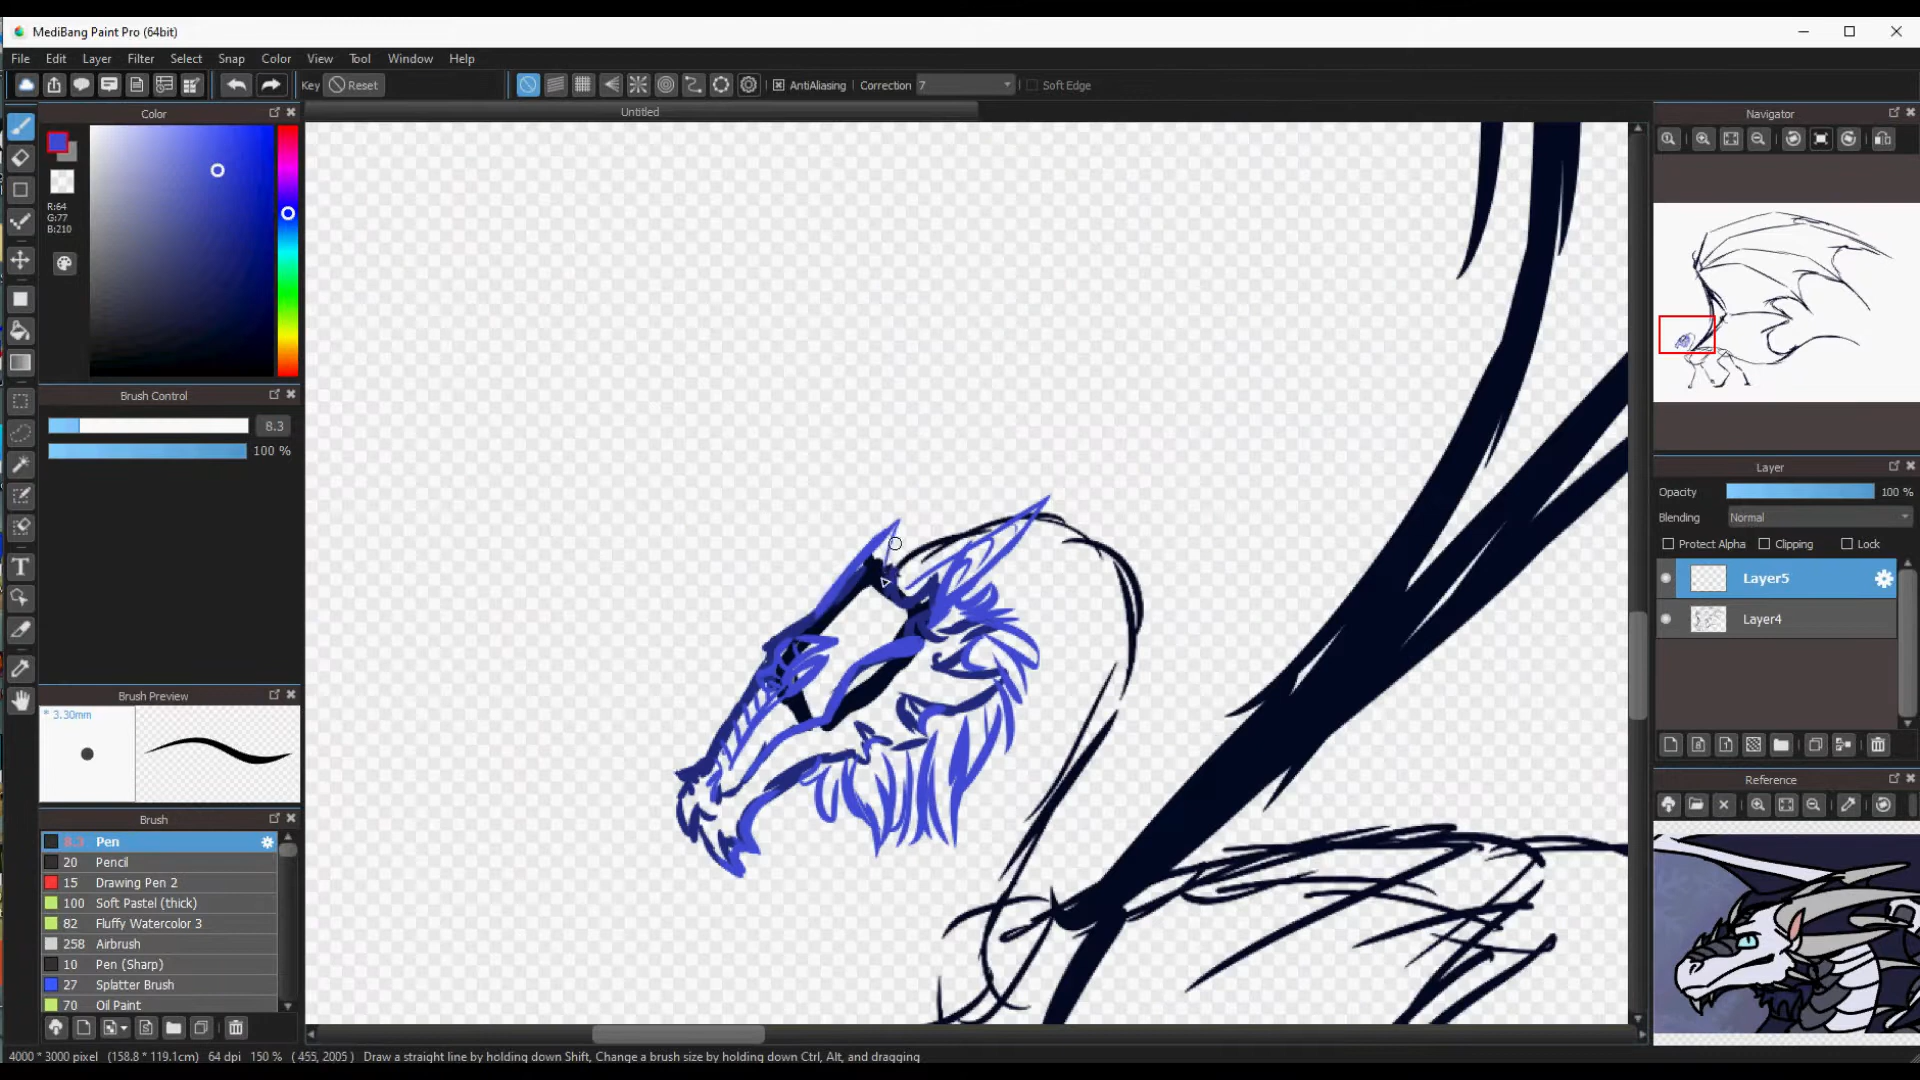 MediBang Paint Pro (64bit)
File Edit Layer Filter Select Snap Color View Tool Window Help
Key Reset AntiAliasing Correction 7 Soft Edge
Untitled
Color
R:64
G:77
B:210
Brush Control
8.3
100 %
Brush Preview
* 3.30mm
Brush
8.3 Pen
20 Pencil
15 Drawing Pen 2
100 Soft Pastel (thick)
82 Fluffy Watercolor 3
258 Airbrush
10 Pen (Sharp)
27 Splatter Brush
70 Oil Paint
Navigator
Layer
Opacity 100 %
Blending Normal
Protect Alpha Clipping Lock
Layer5
Layer4
Reference
4000 * 3000 pixel (158.8 * 119.1cm) 64 dpi 150 % ( 455, 2005 ) Draw a straight line by holding down Shift, Change a brush size by holding down Ctrl, Alt, and dragging